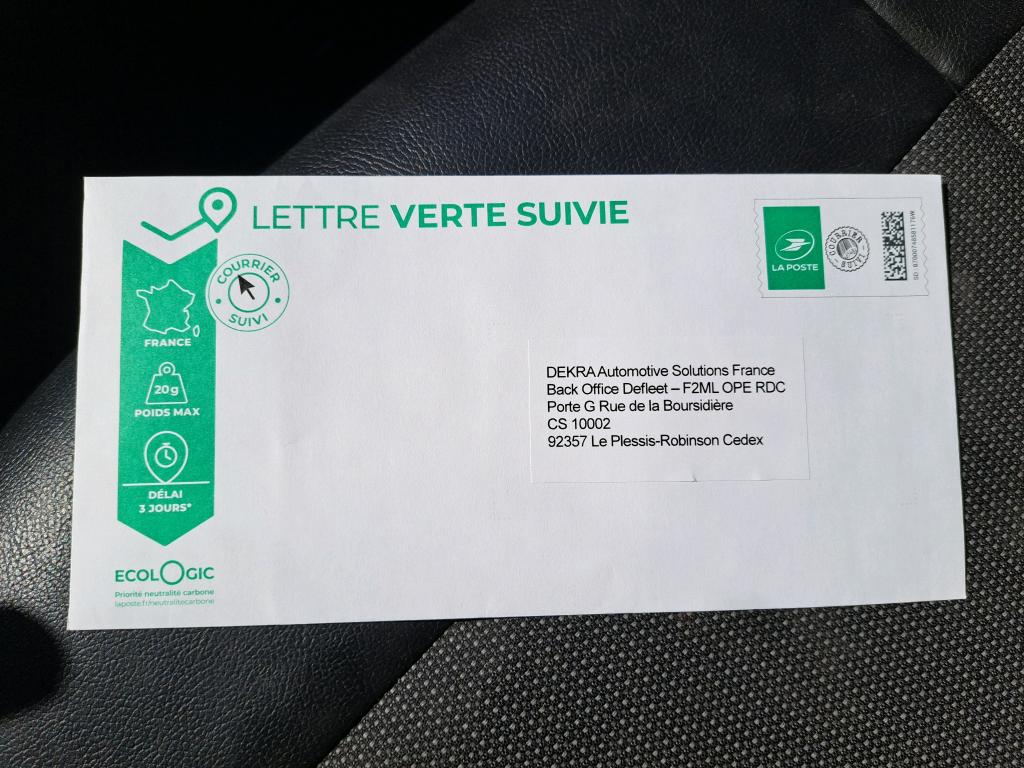 LETTRE VERTE SUIVIE
COURRIER
SUIVI
FRANCE
20g
POIDS MAX
DÉLAI
3 JOURS*
ECOLOGIC
Priorité neutralité carbone
laposte.fr/neutralitecarbone
LA POSTE
COURRIER
SUIVI
DEKRA Automotive Solutions France
Back Office Defleet – F2ML OPE RDC
Porte G Rue de la Boursidière
CS 10002
92357 Le Plessis-Robinson Cedex